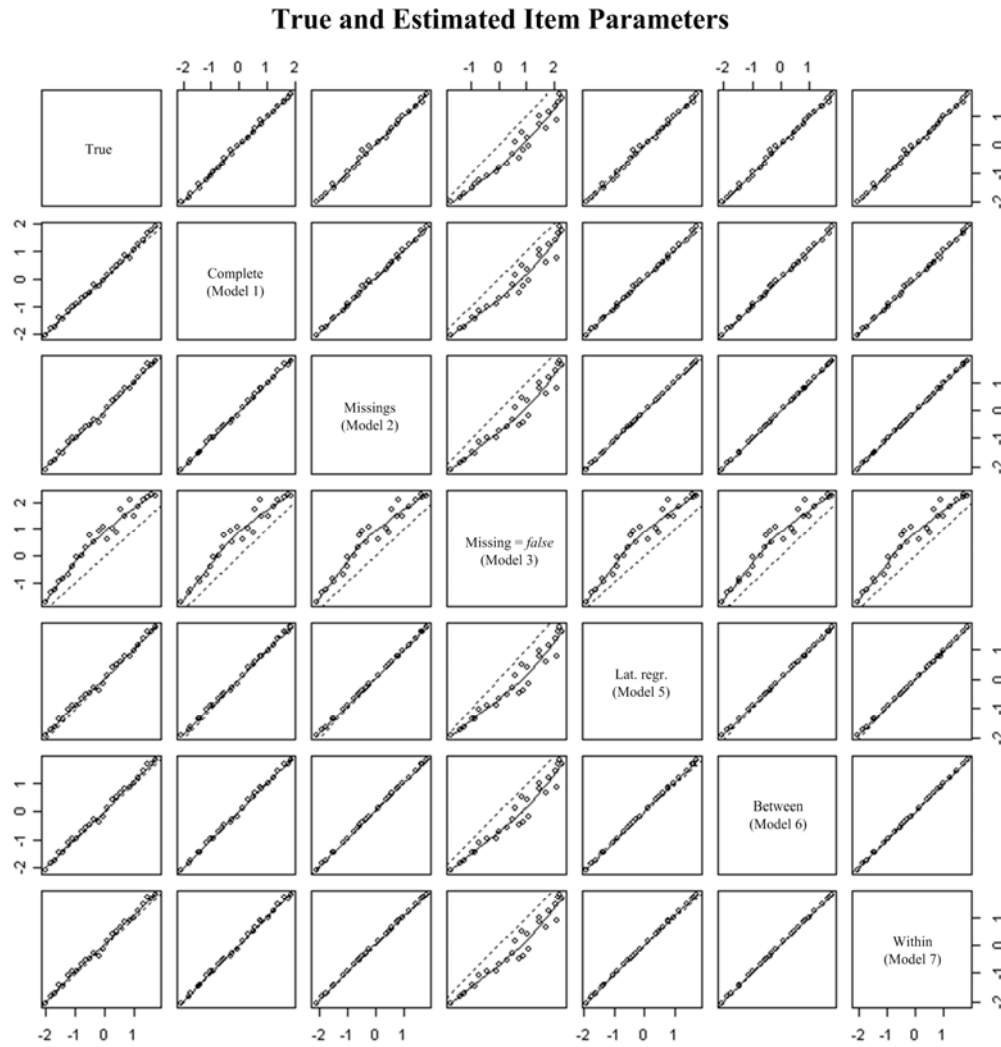 True and Estimated Item Parameters
-2 -1 0 1 2
-1 0 1 2
-2 -1 0 1
True
-2 -1 0 1
-2 -1 0 1 2
Complete
(Model 1)
Missings
(Model 2)
-2 -1 0 1
-1 0 1 2
Missing = false
(Model 3)
Lat. regr.
(Model 5)
-2 -1 0 1
-2 -1 0 1
Between
(Model 6)
Within
(Model 7)
-2 -1 0 1
-2 -1 0 1
-2 -1 0 1
-2 -1 0 1
-2 -1 0 1